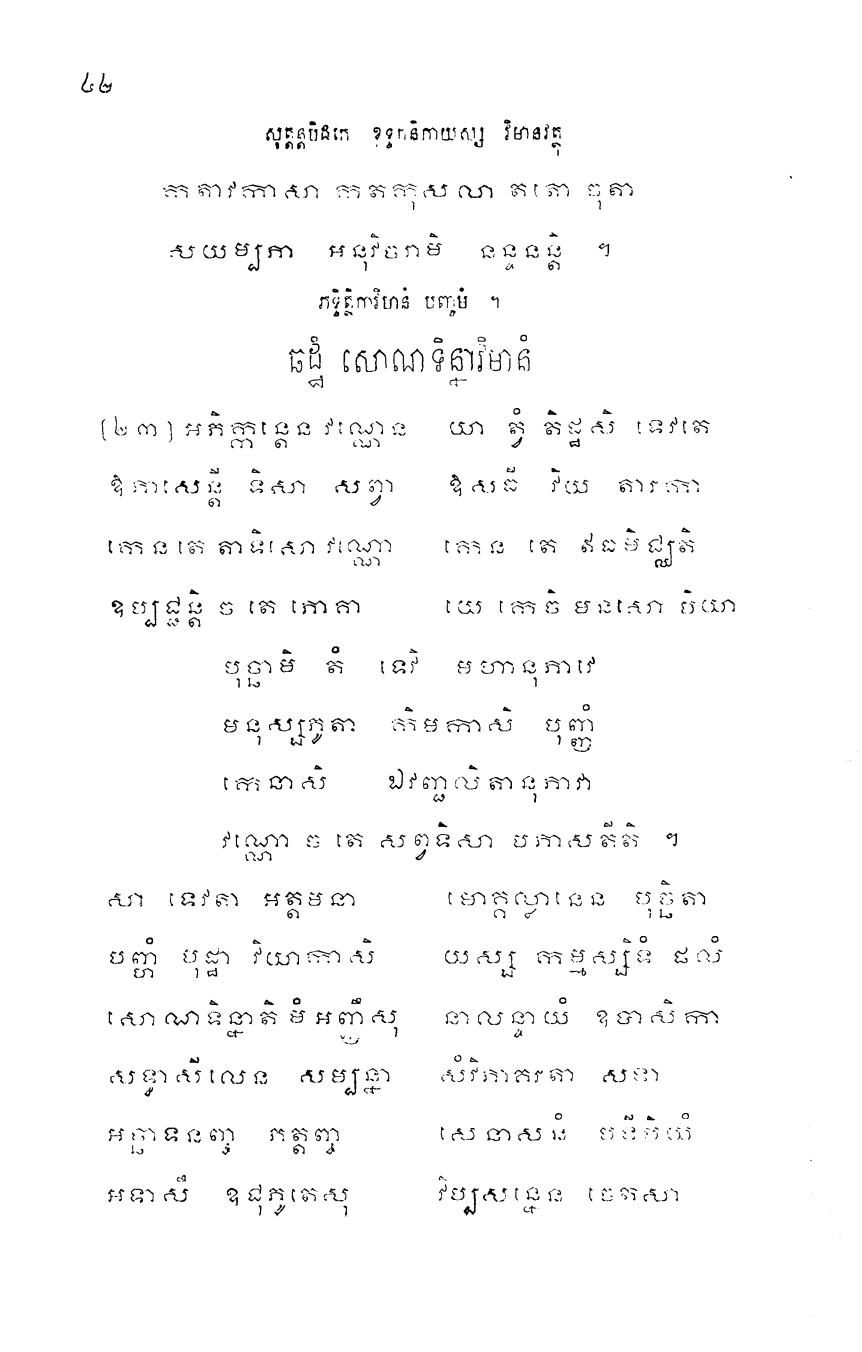 ៤២
សុត្តន្តបិដកេ ខុទ្ទកនិកាយស្ស វិមានវត្ថុ
កតាវកាសា កតកុសលា តតោ ចុតា
សយម្បភា អនុវិចរាមិ នន្ទនន្តិ ។
ភទ្ទិត្ថិកាវិមានំ បញ្ចមំ ។
ឆដ្ឋំ សោណទិន្នាវិមានំ
(២៣) អភិក្កន្តេន វណ្ណេន យា ត្វំ តិដ្ឋសិ ទេវតេ
ឱភាសេន្តី ទិសា សព្វា ឱសធី វិយ តារកា
កេន តេ តាទិសោ វណ្ណោ កេន តេ ឥធមិជ្ឈតិ
ឧប្បជ្ជន្តិ ច តេ ភោគា យេ កេចិ មនសោ បិយា
បុច្ឆាមិ តំ ទេវិ មហានុភាវេ
មនុស្សភូតា កិមកាសិ បុញ្ញំ
កេនាសិ ឯវញ្ជលិតានុភាវា
វណ្ណោ ច តេ សព្វទិសា បភាសតីតិ ។
សា ទេវតា អត្តមនា មោគ្គល្លានេន បុច្ឆិតា
បញ្ហំ បុដ្ឋា វិយាកាសិ យស្ស កម្មស្សិទំ ផលំ
សោណទិន្នាតិ មំ អញ្ញឹសុ នាលន្ទាយំ ឧបាសិកា
សទ្ធាសីលេន សម្បន្នា សំវិភាគរតា សទា
អច្ឆាទនញ្ច ភត្តញ្ច សេនាសនំ បទីបិយំ
អទាសឹ ឧជុភូតេសុ វិប្បសន្នេន ចេតសា